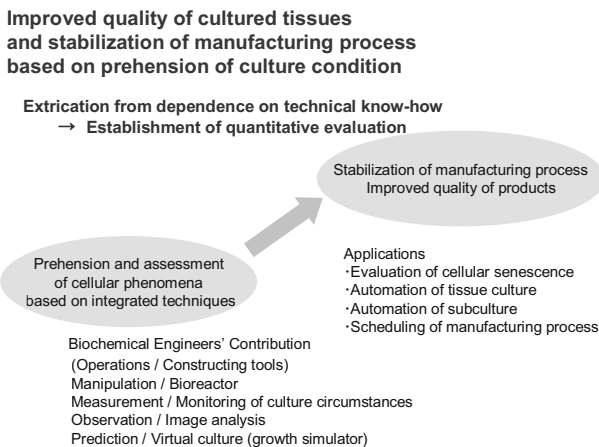 Improved quality of cultured tissues
and stabilization of manufacturing process
based on prehension of culture condition
Extrication from dependence on technical know-how
→ Establishment of quantitative evaluation
Stabilization of manufacturing process
Improved quality of products
Prehension and assessment
of cellular phenomena
based on integrated techniques
Applications
·Evaluation of cellular senescence
·Automation of tissue culture
·Automation of subculture
·Scheduling of manufacturing process
Biochemical Engineers’ Contribution
(Operations / Constructing tools)
Manipulation / Bioreactor
Measurement / Monitoring of culture circumstances
Observation / Image analysis
Prediction / Virtual culture (growth simulator)